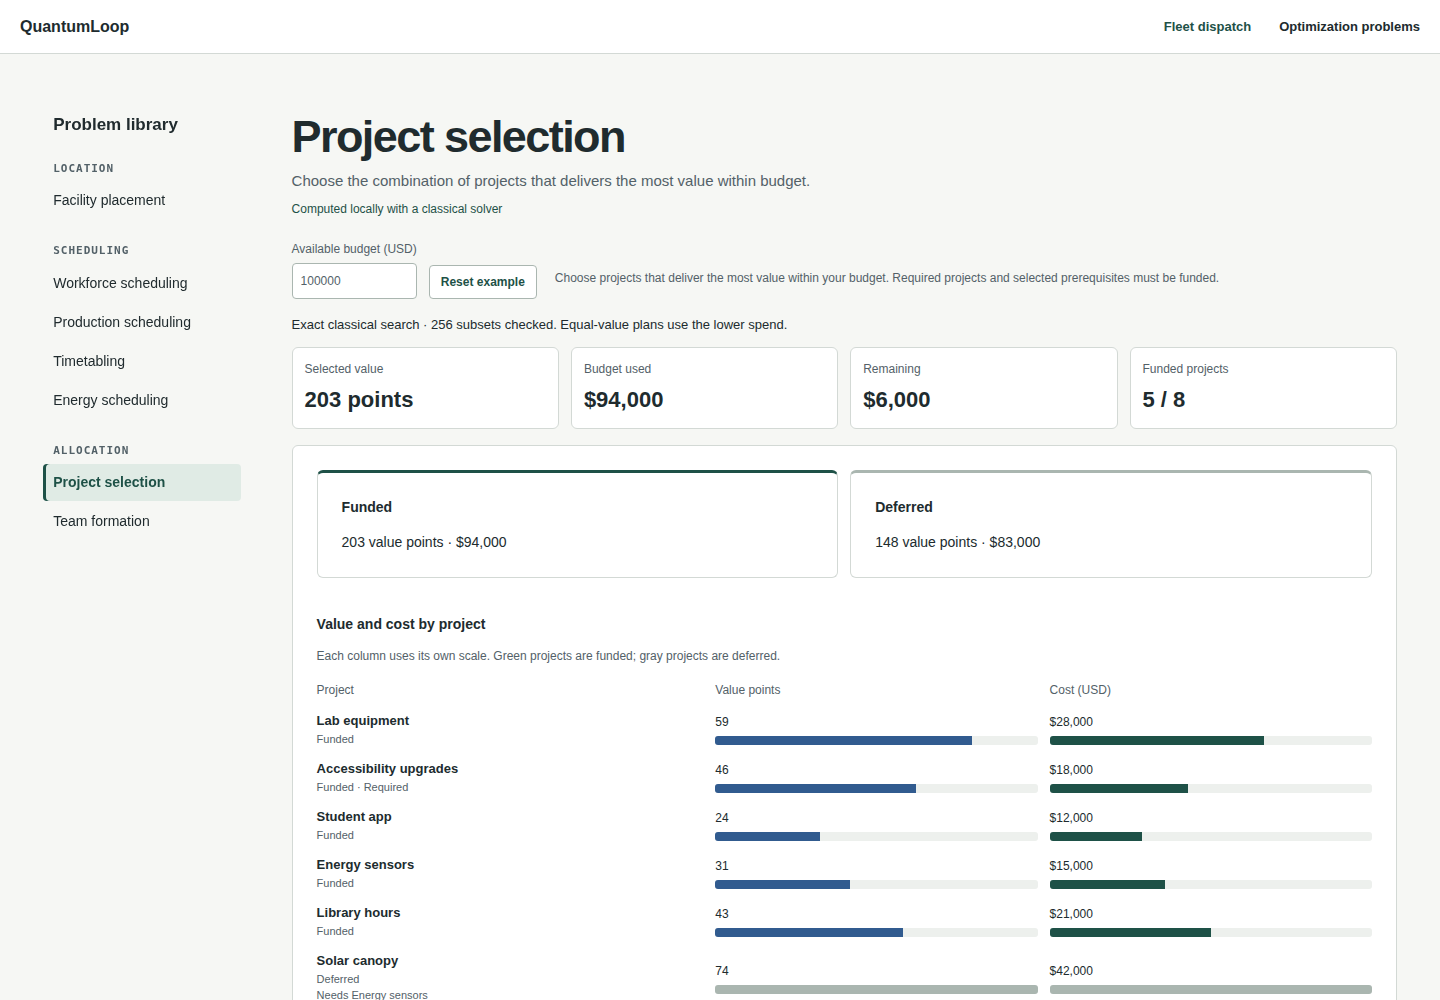 QuantumLoop
Fleet dispatch
Optimization problems
Problem library
LOCATION
Facility placement
SCHEDULING
Workforce scheduling
Production scheduling
Timetabling
Energy scheduling
ALLOCATION
Project selection
Team formation
Project selection
Choose the combination of projects that delivers the most value within budget.
Computed locally with a classical solver
Available budget (USD)
100000
Reset example
Choose projects that deliver the most value within your budget. Required projects and selected prerequisites must be funded.
Exact classical search · 256 subsets checked. Equal-value plans use the lower spend.
Selected value
203 points
Budget used
$94,000
Remaining
$6,000
Funded projects
5 / 8
Funded
203 value points · $94,000
Deferred
148 value points · $83,000
Value and cost by project
Each column uses its own scale. Green projects are funded; gray projects are deferred.
Project
Value points
Cost (USD)
Lab equipment
Funded
59
$28,000
Accessibility upgrades
Funded · Required
46
$18,000
Student app
Funded
24
$12,000
Energy sensors
Funded
31
$15,000
Library hours
Funded
43
$21,000
Solar canopy
Deferred
Needs Energy sensors
74
$42,000